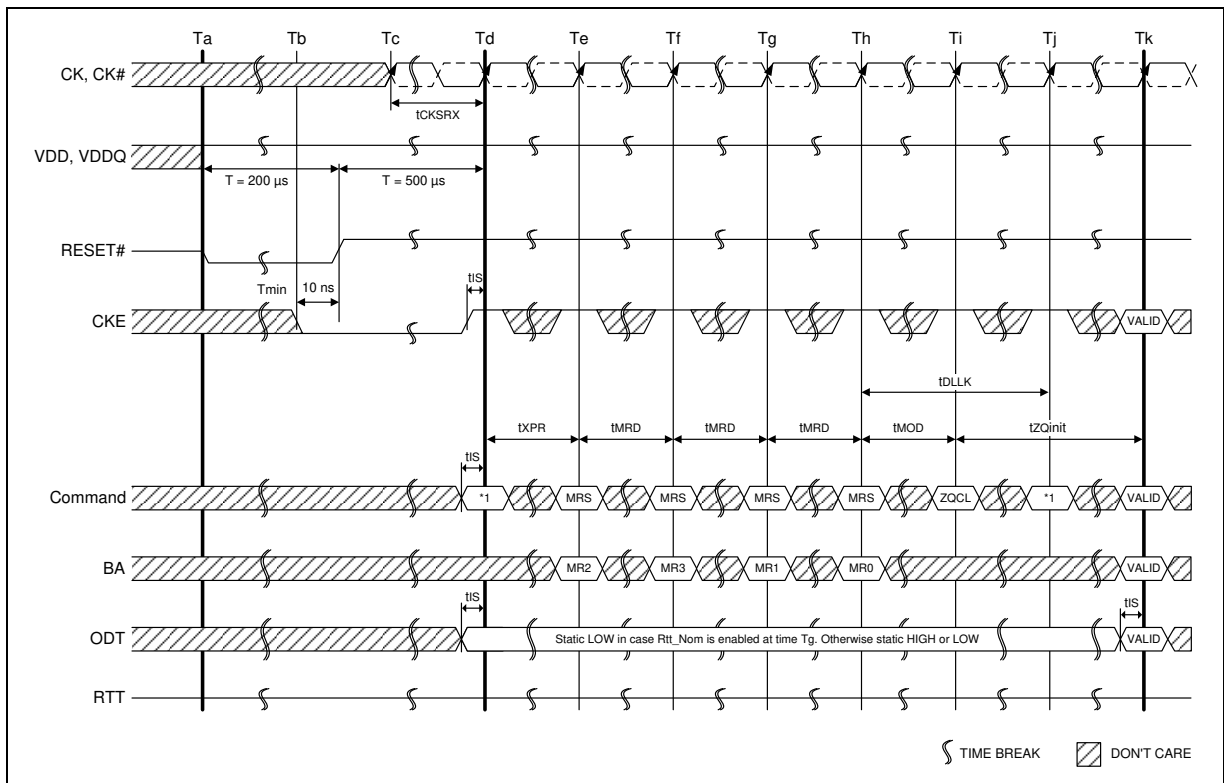 Ta Tb Tc Td Te Tf Tg Th Ti Tj Tk
CK, CK#
tCKSRX
VDD, VDDQ
T = 200 µs T = 500 µs
RESET#
Tmin 10 ns tIS
CKE VALID
tDLLK
tXPR tMRD tMRD tMRD tMOD tZQinit
tIS
Command *1 MRS MRS MRS MRS ZQCL *1 VALID
BA MR2 MR3 MR1 MR0 VALID
tIS tIS
ODT Static LOW in case Rtt_Nom is enabled at time Tg. Otherwise static HIGH or LOW VALID
RTT
TIME BREAK DON'T CARE